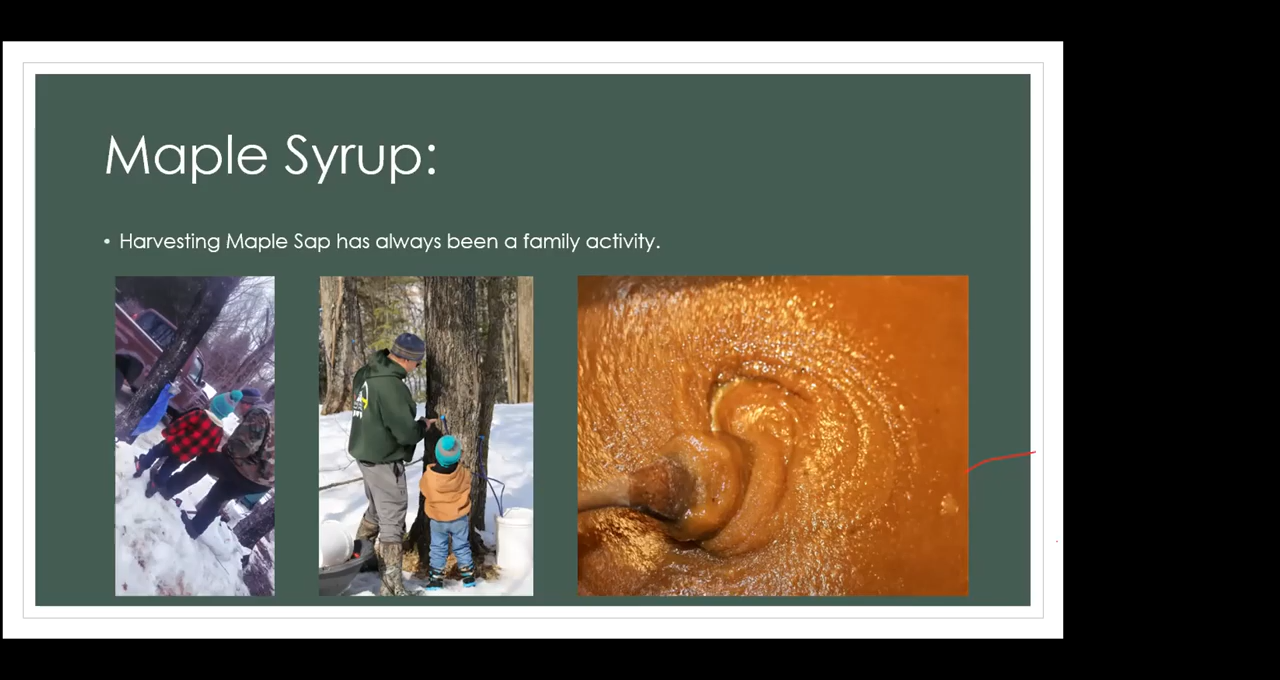 Maple Syrup:
• Harvesting Maple Sap has always been a family activity.